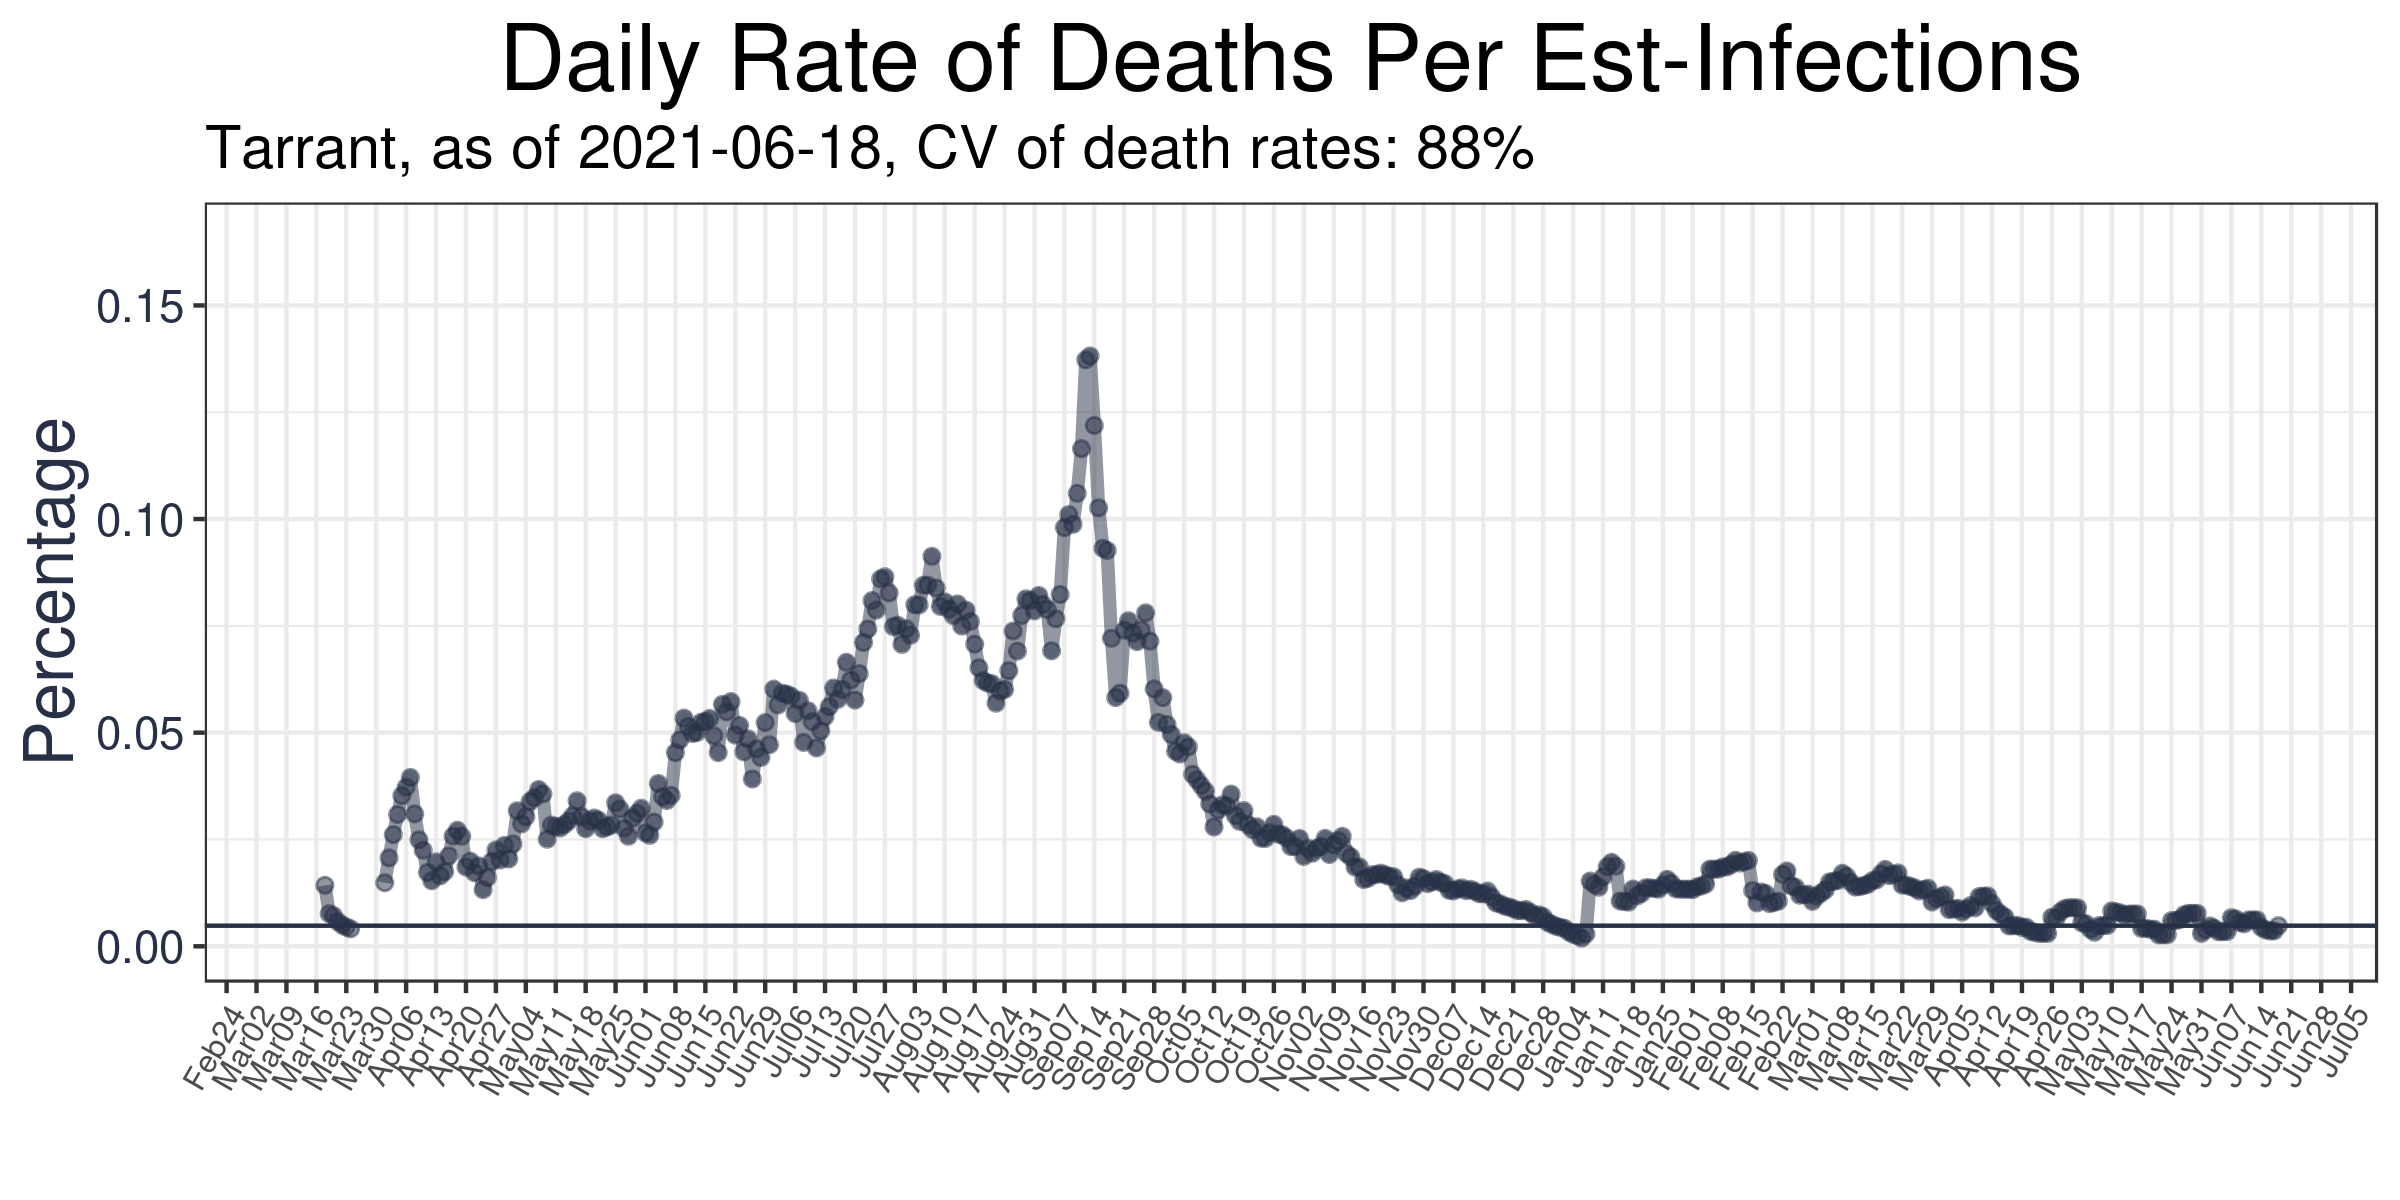 Daily Rate of Deaths Per Est-Infections
Tarrant, as of 2021-06-18, CV of death rates: 88%
Percentage
0.15
0.10
0.05
0.00
Feb24
Mar02
Mar09
Mar16
Mar23
Mar30
Apr06
Apr13
Apr20
Apr27
May04
May11
May18
May25
Jun01
Jun08
Jun15
Jun22
Jun29
Jul06
Jul13
Jul20
Jul27
Aug03
Aug10
Aug17
Aug24
Aug31
Sep07
Sep14
Sep21
Sep28
Oct05
Oct12
Oct19
Oct26
Nov02
Nov09
Nov16
Nov23
Nov30
Dec07
Dec14
Dec21
Dec28
Jan04
Jan11
Jan18
Jan25
Feb01
Feb08
Feb15
Feb22
Mar01
Mar08
Mar15
Mar22
Mar29
Apr05
Apr12
Apr19
Apr26
May03
May10
May17
May24
May31
Jun07
Jun14
Jun21
Jun28
Jul05